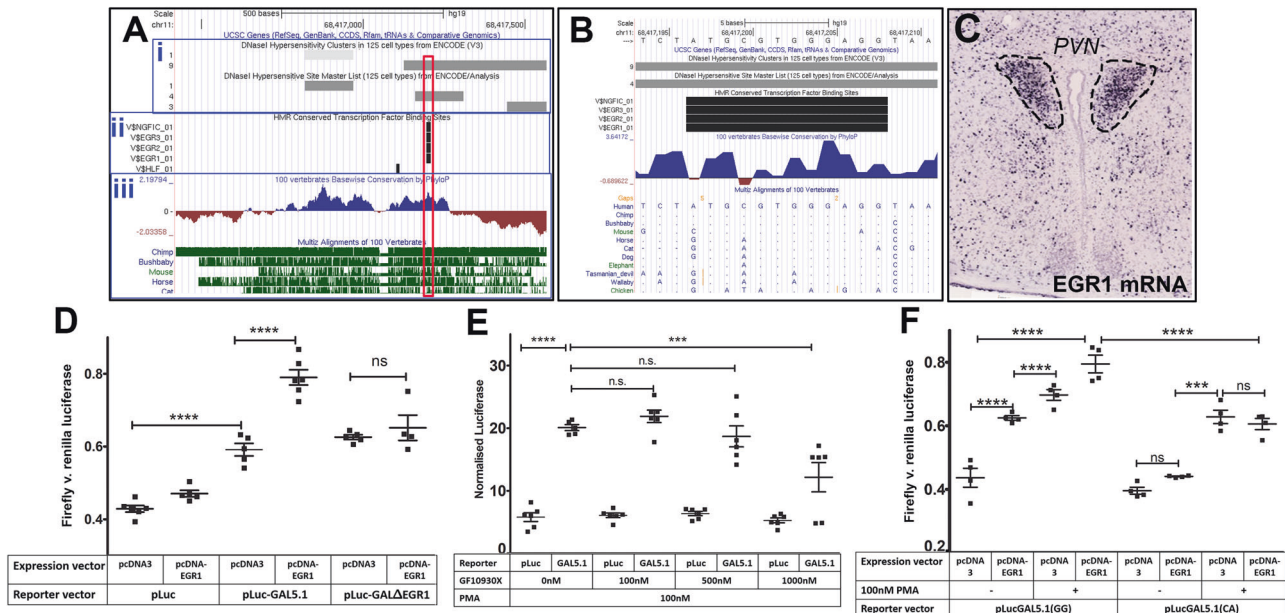 A
Scale
chr11:
500 bases
hg19
68,417,000
68,417,500
UCSC Genes (RefSeq, GenBank, CCDS, Rfam, tRNAs & Comparative Genomics)
i
DNaseI Hypersensitivity Clusters in 125 cell types from ENCODE (V3)
1
9
DNaseI Hypersensitive Site Master List (125 cell types) from ENCODE/Analysis
1
4
3
ii
HMR Conserved Transcription Factor Binding Sites
V$NGFIC_01
V$EGR3_01
V$EGR2_01
V$EGR1_01
V$HLF_01
iii
2.19794
100 vertebrates Basewise Conservation by PhyloP
0
-2.03358
Multiz Alignments of 100 Vertebrates
Chimp
Bushbaby
Mouse
Horse
Cat
B
Scale
chr11:
5 bases
hg19
68,417,195
68,417,200
68,417,205
68,417,210
--->
T C T A T G C G T G G G A G G T A A
UCSC Genes (RefSeq, GenBank, CCDS, Rfam, tRNAs & Comparative Genomics)
DNaseI Hypersensitivity Clusters in 125 cell types from ENCODE (V3)
9
DNaseI Hypersensitive Site Master List (125 cell types) from ENCODE/Analysis
4
HMR Conserved Transcription Factor Binding Sites
V$NGFIC_01
V$EGR3_01
V$EGR2_01
V$EGR1_01
3.64172
100 vertebrates Basewise Conservation by PhyloP
-0.689622
Multiz Alignments of 100 Vertebrates
Gaps 5 2
Human T C T A T G C G T G G G A G G T A A
Chimp
Bushbaby C
Mouse G C A C
Horse G A C
Cat G A A C G
Dog G A C
Elephant A C
Tasmanian_devil A A G A A C
Wallaby A G A A C
Chicken G A T A A G A C
C
PVN
EGR1 mRNA
D
Firefly v. renilla luciferase
0.8
0.6
0.4
****
****
ns
Expression vector pcDNA3 pcDNA-EGR1 pcDNA3 pcDNA-EGR1 pcDNA3 pcDNA-EGR1
Reporter vector pLuc pLuc-GAL5.1 pLuc-GALΔEGR1
E
Normalised Luciferase
30
20
10
0
****
***
n.s.
n.s.
Reporter pLuc GAL5.1 pLuc GAL5.1 pLuc GAL5.1 pLuc GAL5.1
GF10930X 0nM 100nM 500nM 1000nM
PMA 100nM
F
Firefly v. renilla luciferase
0.8
0.6
0.4
0.2
****
****
****
****
***
ns
ns
Expression vector pcDNA3 pcDNA-EGR1 pcDNA3 pcDNA-EGR1 pcDNA3 pcDNA-EGR1 pcDNA3 pcDNA-EGR1
100nM PMA - + - +
Reporter vector pLucGAL5.1(GG) pLucGAL5.1(CA)